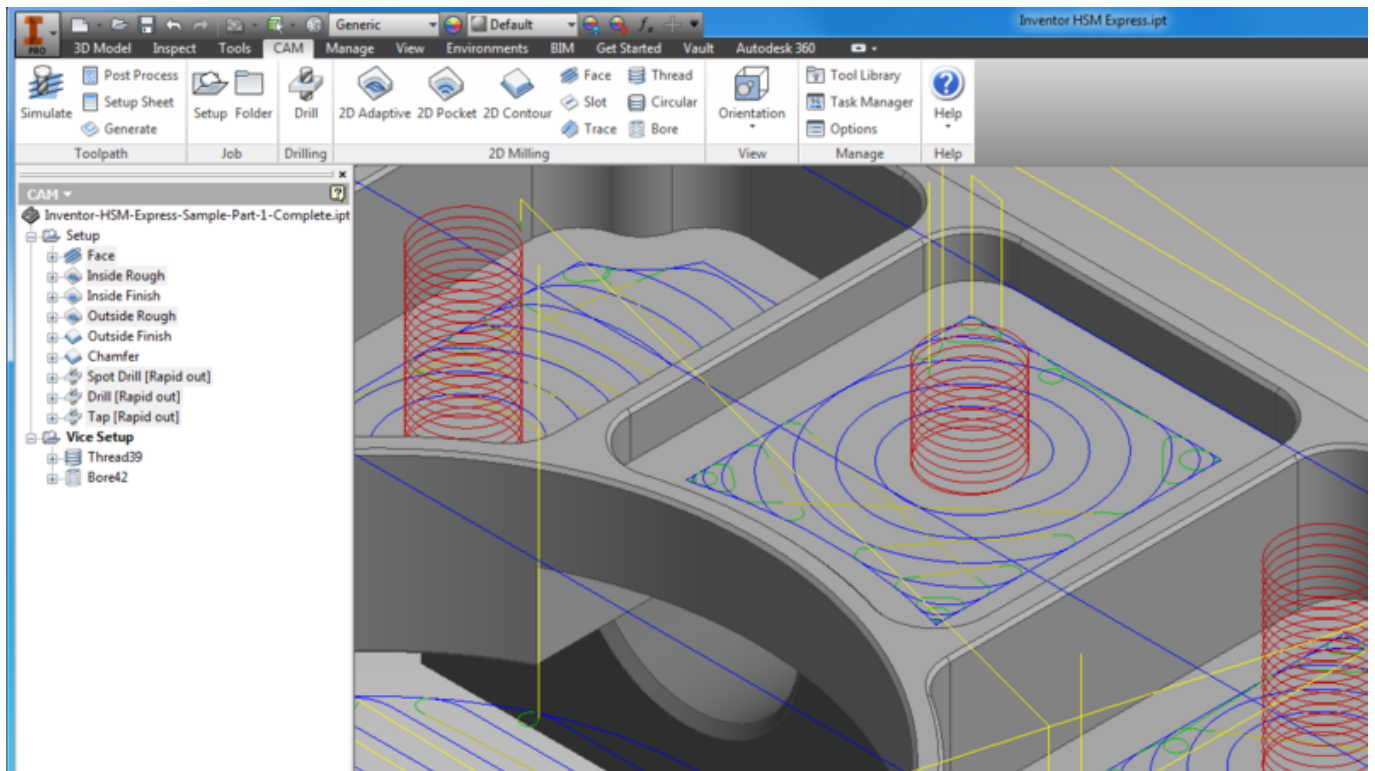 Generic Default Inventor HSM Express.ipt
PRO 3D Model Inspect Tools CAM Manage View Environments BIM Get Started Vault Autodesk 360
Post Process Face Thread Tool Library
Simulate Setup Sheet Setup Folder Drill 2D Adaptive 2D Pocket 2D Contour Slot Circular Orientation Task Manager Help
Generate Trace Bore Options
Toolpath Job Drilling 2D Milling View Manage Help
CAM
Inventor-HSM-Express-Sample-Part-1-Complete.ipt
Setup
Face
Inside Rough
Inside Finish
Outside Rough
Outside Finish
Chamfer
Spot Drill [Rapid out]
Drill [Rapid out]
Tap [Rapid out]
Vice Setup
Thread39
Bore42